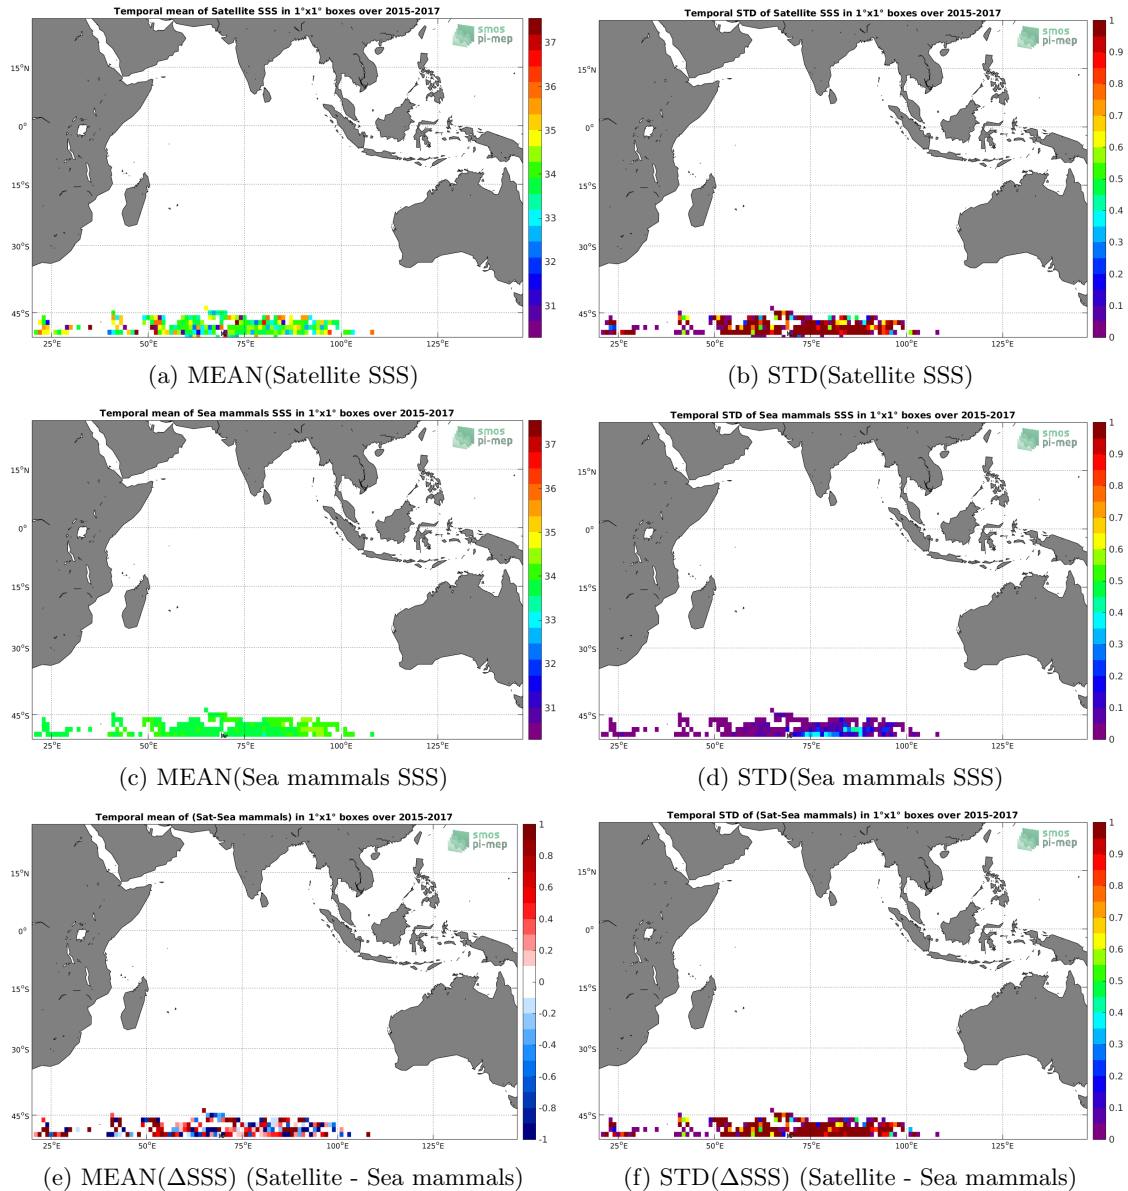 Temporal mean of Satellite SSS in 1°x1° boxes over 2015-2017
smos
pi-mep
37
36
35
34
33
32
31
15°N
0°
15°S
30°S
45°S
25°E
50°E
75°E
100°E
125°E
(a) MEAN(Satellite SSS)
Temporal STD of Satellite SSS in 1°x1° boxes over 2015-2017
smos
pi-mep
1
0.9
0.8
0.7
0.6
0.5
0.4
0.3
0.2
0.1
0
15°N
0°
15°S
30°S
45°S
25°E
50°E
75°E
100°E
125°E
(b) STD(Satellite SSS)
Temporal mean of Sea mammals SSS in 1°x1° boxes over 2015-2017
smos
pi-mep
37
36
35
34
33
32
31
15°N
0°
15°S
30°S
45°S
25°E
50°E
75°E
100°E
125°E
(c) MEAN(Sea mammals SSS)
Temporal STD of Sea mammals SSS in 1°x1° boxes over 2015-2017
smos
pi-mep
1
0.9
0.8
0.7
0.6
0.5
0.4
0.3
0.2
0.1
0
15°N
0°
15°S
30°S
45°S
25°E
50°E
75°E
100°E
125°E
(d) STD(Sea mammals SSS)
Temporal mean of (Sat-Sea mammals) in 1°x1° boxes over 2015-2017
smos
pi-mep
1
0.8
0.6
0.4
0.2
0
-0.2
-0.4
-0.6
-0.8
-1
15°N
0°
15°S
30°S
45°S
25°E
50°E
75°E
100°E
125°E
(e) MEAN(ΔSSS) (Satellite - Sea mammals)
Temporal STD of (Sat-Sea mammals) in 1°x1° boxes over 2015-2017
smos
pi-mep
1
0.9
0.8
0.7
0.6
0.5
0.4
0.3
0.2
0.1
0
15°N
0°
15°S
30°S
45°S
25°E
50°E
75°E
100°E
125°E
(f) STD(ΔSSS) (Satellite - Sea mammals)